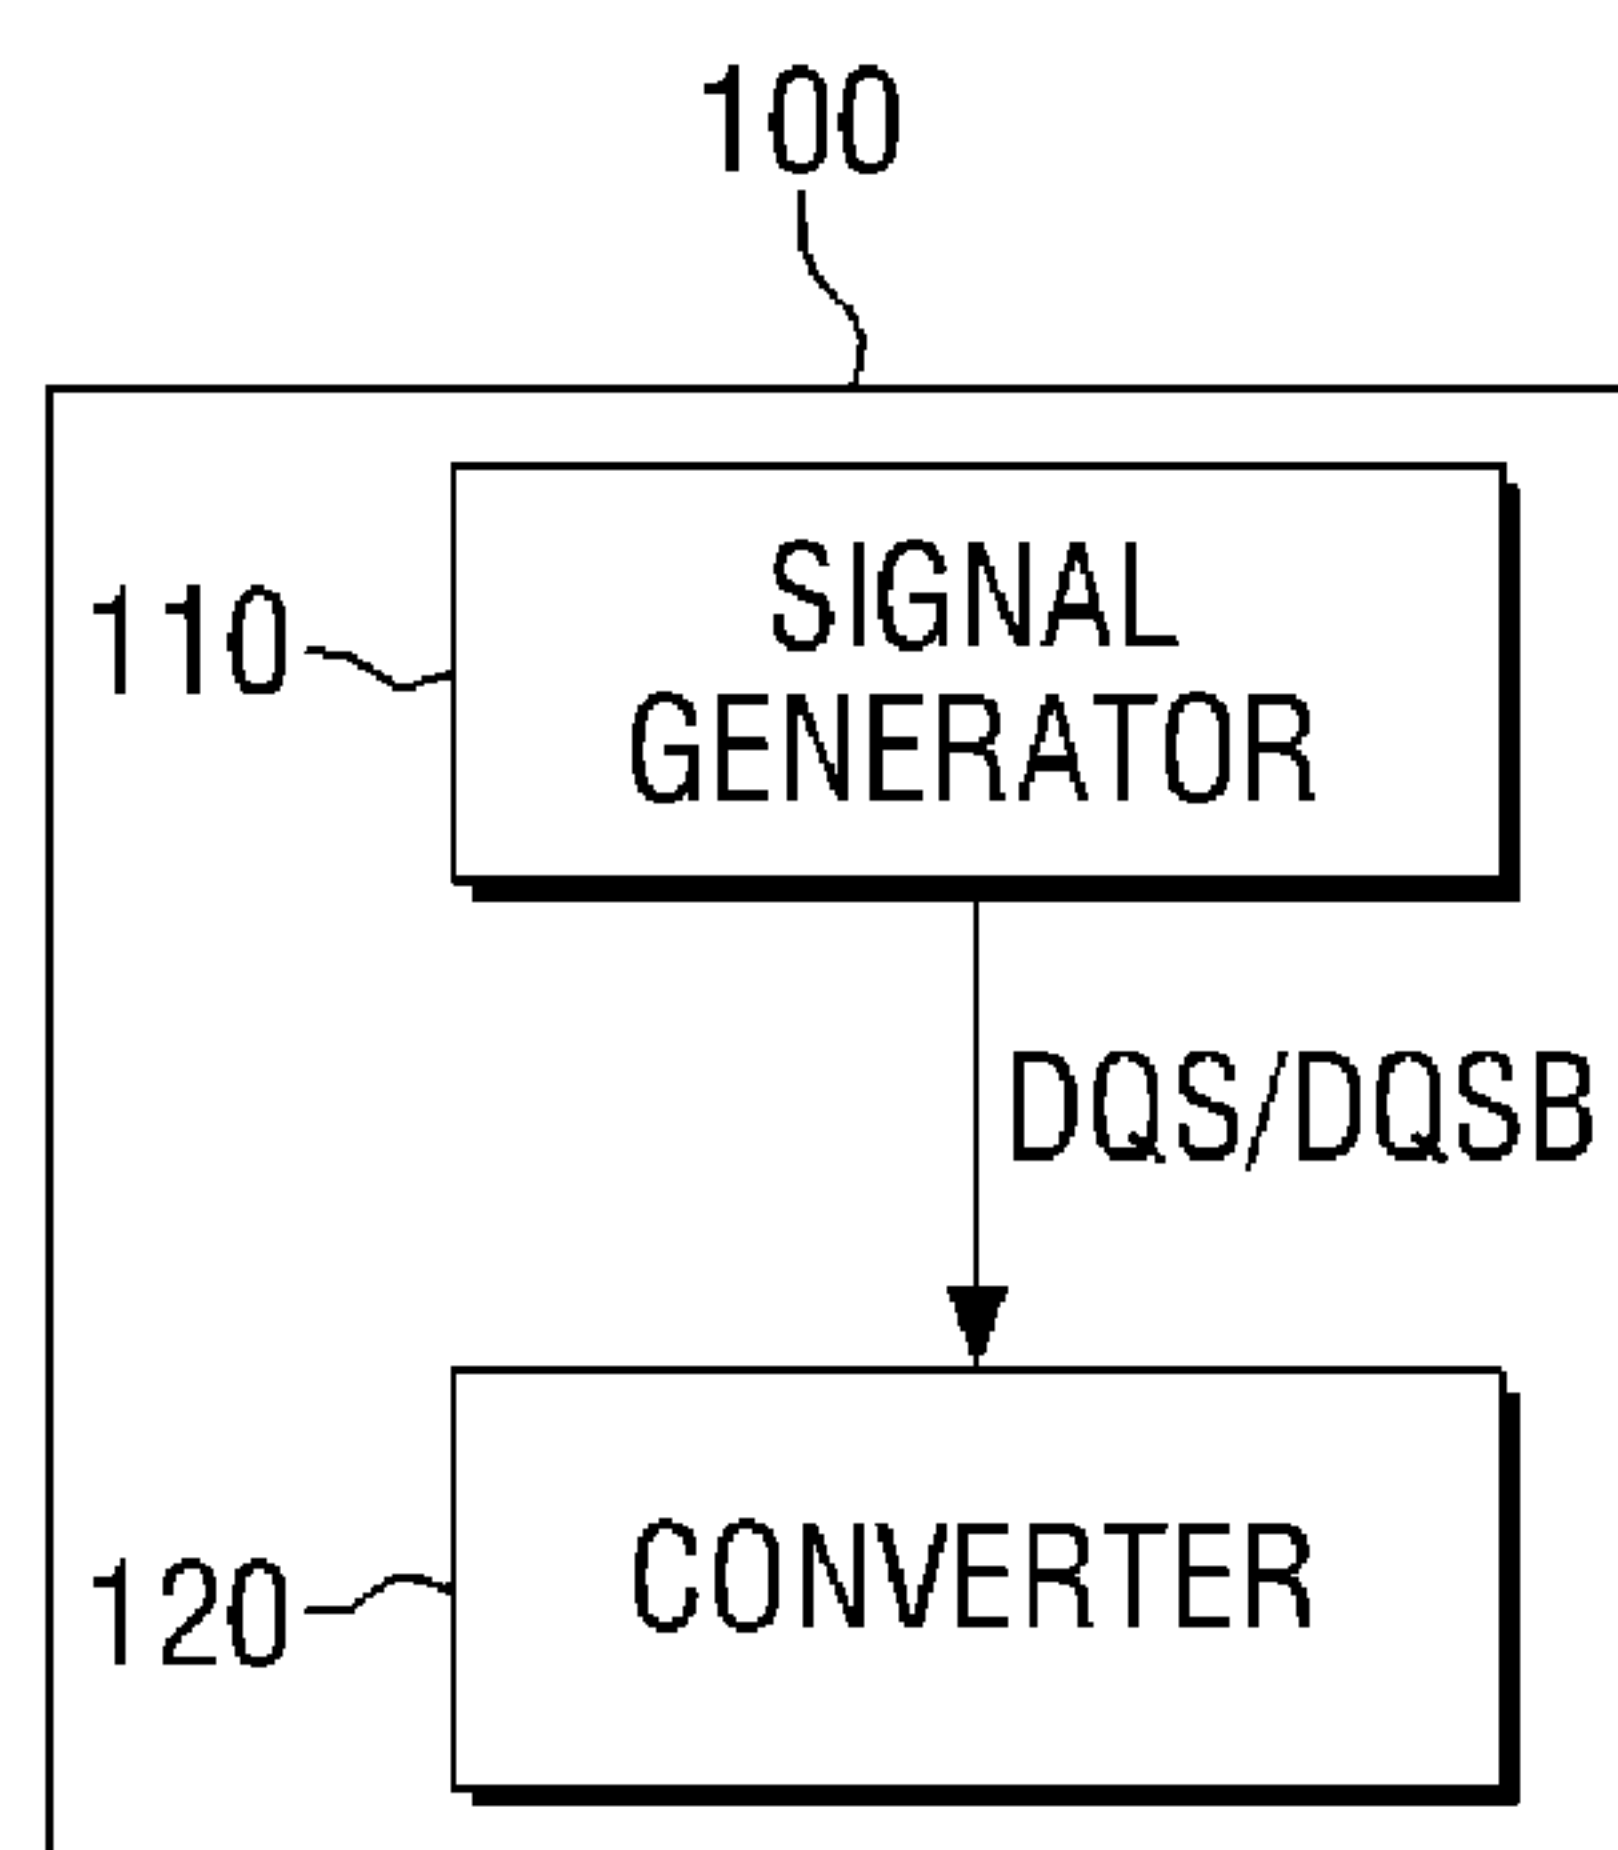 100
110
SIGNAL
GENERATOR
DQS/DQSB
120
CONVERTER